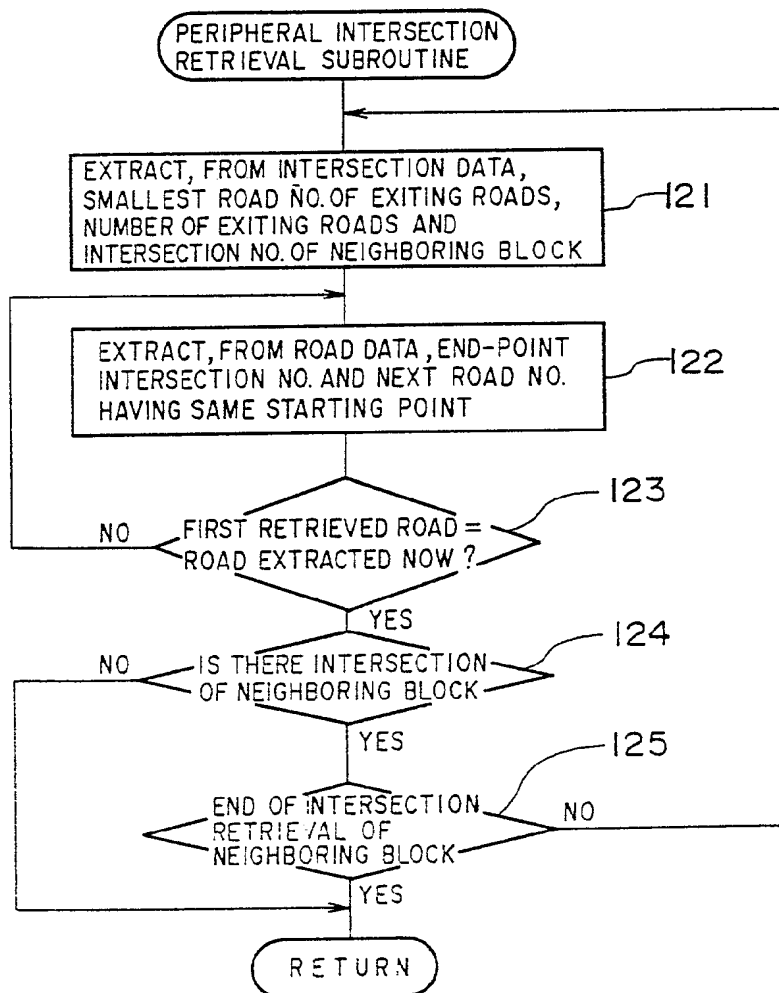 PERIPHERAL INTERSECTION
RETRIEVAL SUBROUTINE
EXTRACT, FROM INTERSECTION DATA,
SMALLEST ROAD NO. OF EXITING ROADS,
NUMBER OF EXITING ROADS AND
INTERSECTION NO. OF NEIGHBORING BLOCK
121
EXTRACT, FROM ROAD DATA, END-POINT
INTERSECTION NO. AND NEXT ROAD NO.
HAVING SAME STARTING POINT
122
123
NO
FIRST RETRIEVED ROAD =
ROAD EXTRACTED NOW ?
YES
124
NO
IS THERE INTERSECTION
OF NEIGHBORING BLOCK
YES
125
END OF INTERSECTION
RETRIEVAL OF
NEIGHBORING BLOCK
NO
YES
RETURN